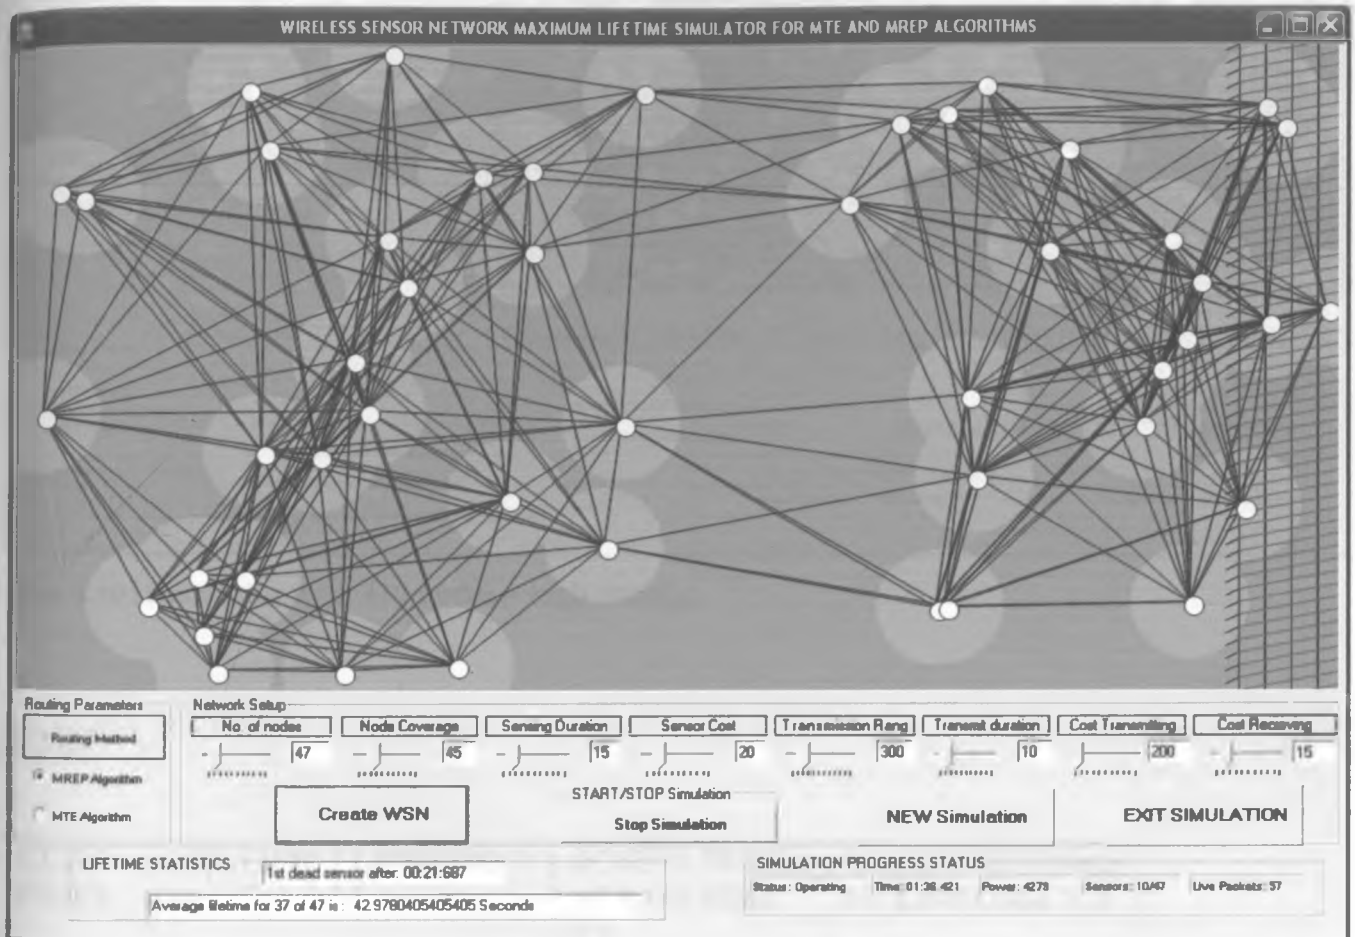 WIRELESS SENSOR NETWORK MAXIMUM LIFETIME SIMULATOR FOR MTE AND MREP ALGORITHMS
Routing Parameters
Routing Method
MREP Algorithm
MTE Algorithm
Network Setup
No. of nodes
Node Coverage
Sensing Duration
Sensor Cost
Transmission Rang
Transmit duration
Cost Transmitting
Cost Receiving
47
45
15
20
300
10
200
15
Create WSN
START/STOP Simulation
Stop Simulation
NEW Simulation
EXIT SIMULATION
LIFETIME STATISTICS
1st dead sensor after: 00:21:687
Average lifetime for 37 of 47 is : 42.9780405405405 Seconds
SIMULATION PROGRESS STATUS
Status : Operating
Time: 01:36.421
Power: 4273
Sensors: 10/47
Live Packets: 57